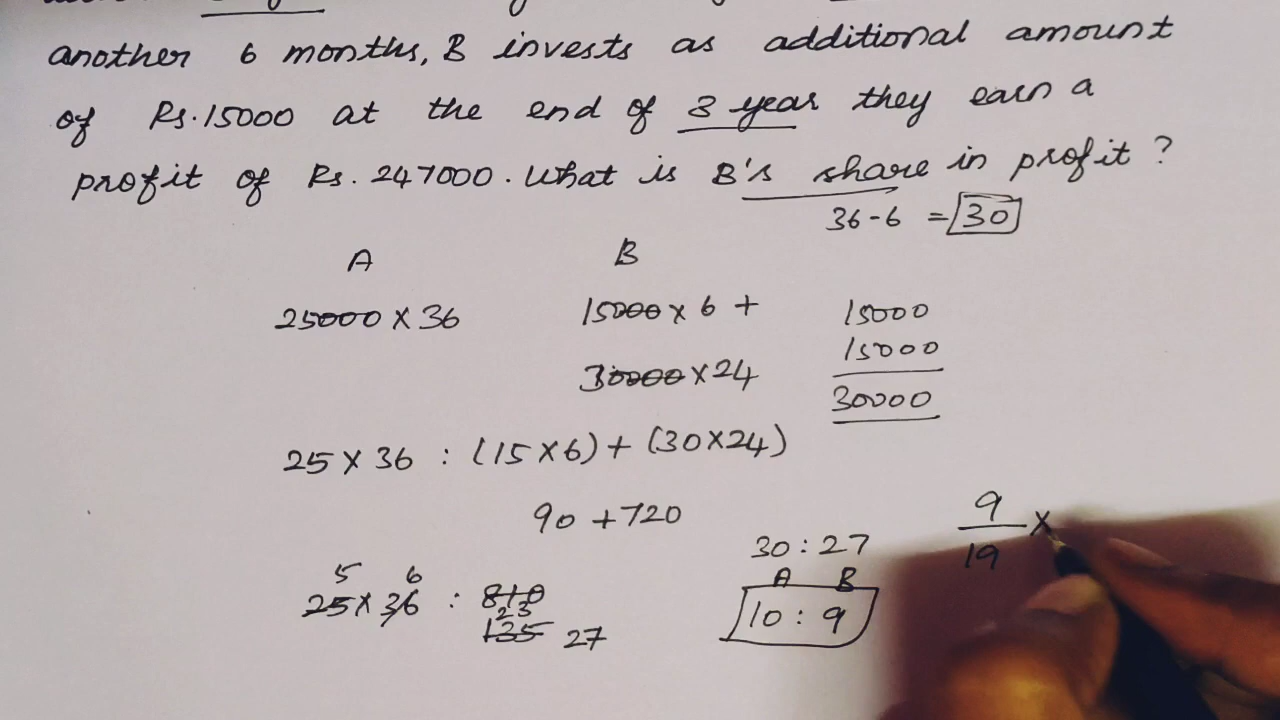 another 6 months, B invests as additional amount
of Rs.15000 at the end of 3 year they earn a
profit of Rs. 247000. What is B's share in profit ?
36-6 = 30
A B
25000 x 36 15000 x 6 + 15000
15000
30000 x 24 30000
25 x 36 : (15 x 6) + (30 x 24)
90 + 720
9
19 x
30 : 27
5 6
A B
25 x 36 : 810
23
10 : 9
135 27